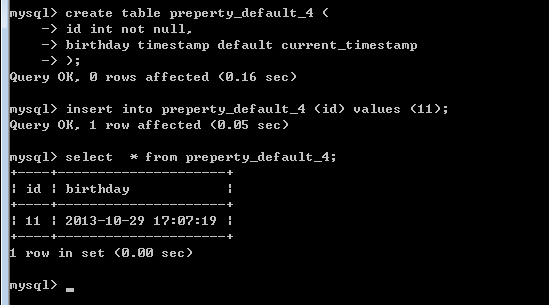 mysql> create table preperty_default_4 (
    -> id int not null,
    -> birthday timestamp default current_timestamp
    -> );
Query OK, 0 rows affected (0.16 sec)
mysql> insert into preperty_default_4 (id) values (11);
Query OK, 1 row affected (0.05 sec)
mysql> select  * from preperty_default_4;
+----+---------------------+
| id | birthday            |
+----+---------------------+
| 11 | 2013-10-29 17:07:19 |
+----+---------------------+
1 row in set (0.00 sec)
mysql> _